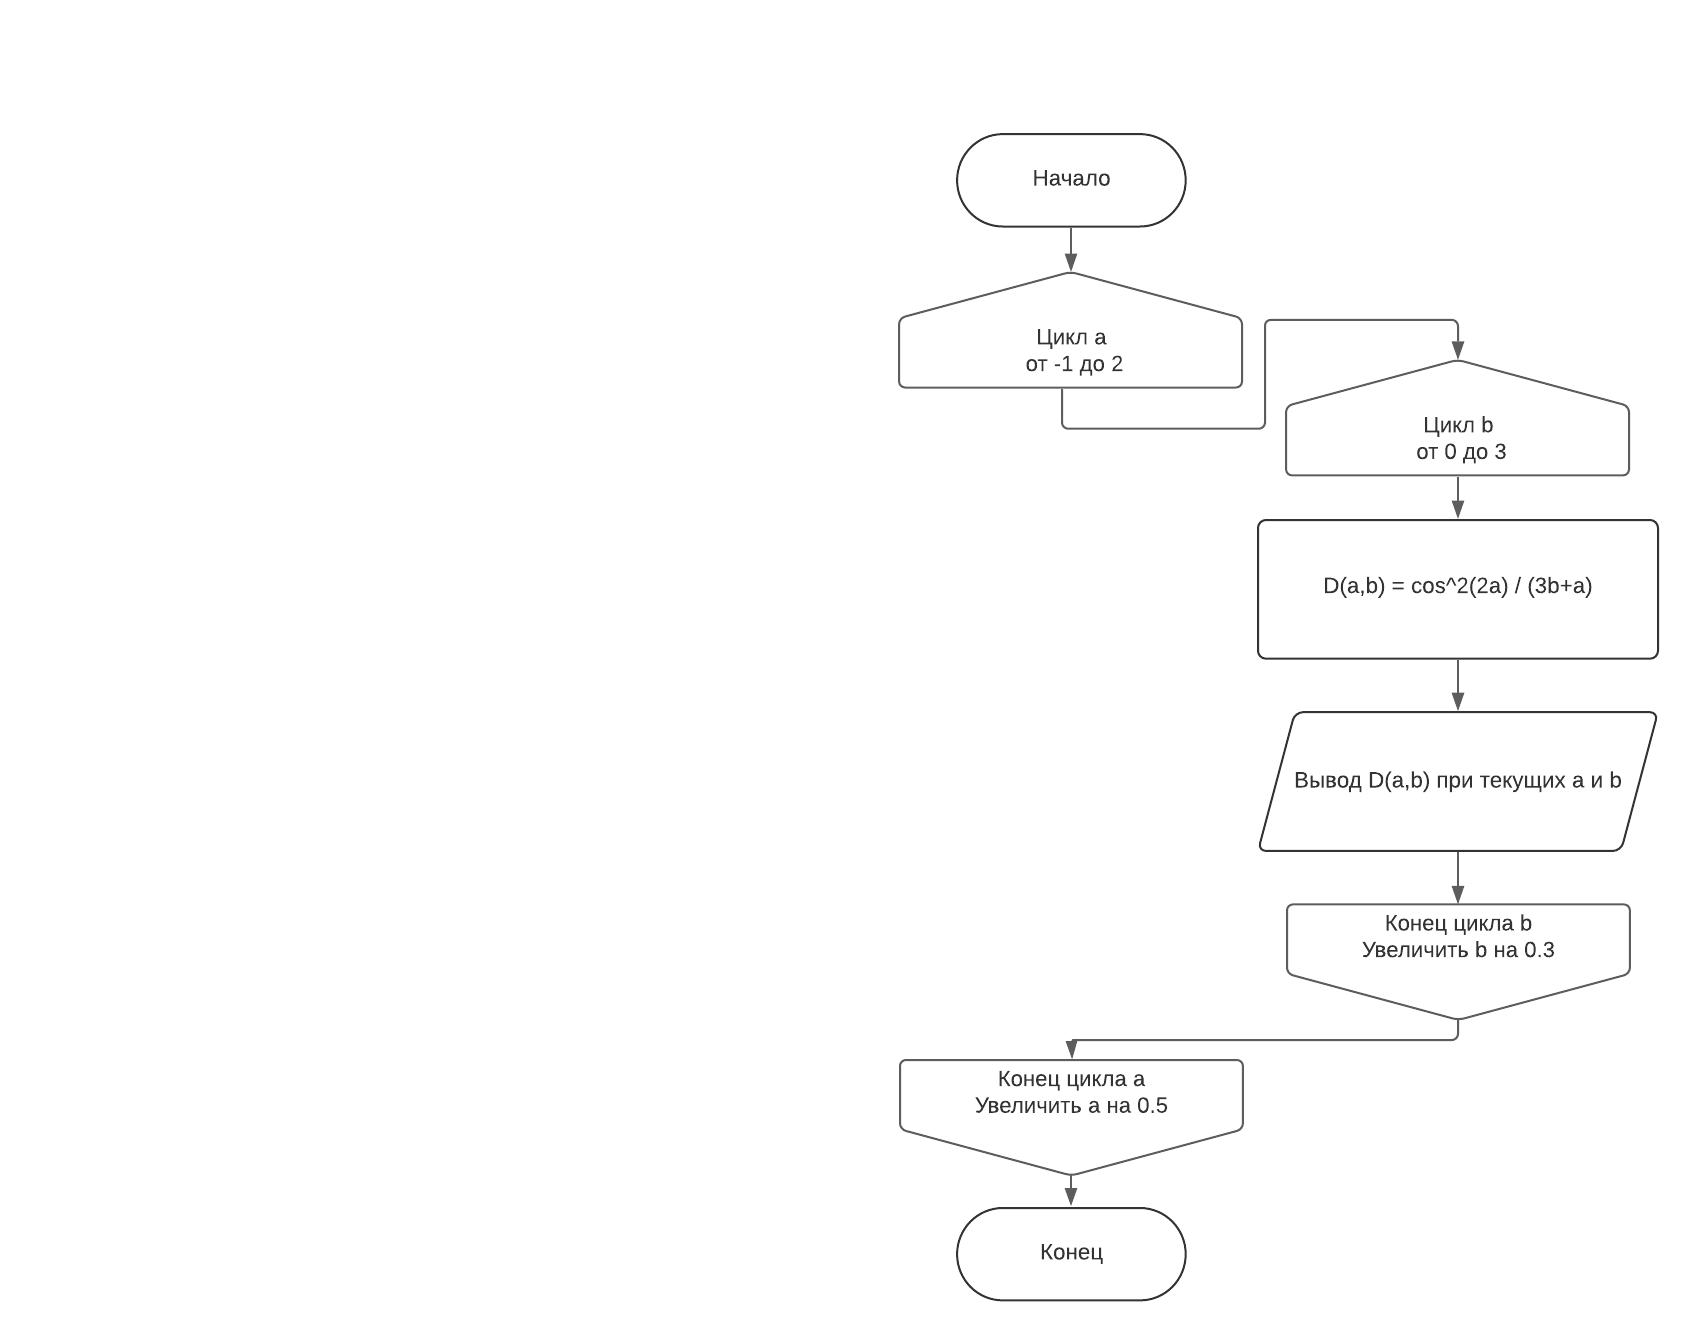 Начало
Цикл a
от -1 до 2
Цикл b
от 0 до 3
D(a,b) = cos^2(2a) / (3b+a)
Вывод D(a,b) при текущих a и b
Конец цикла b
Увеличить b на 0.3
Конец цикла a
Увеличить a на 0.5
Конец